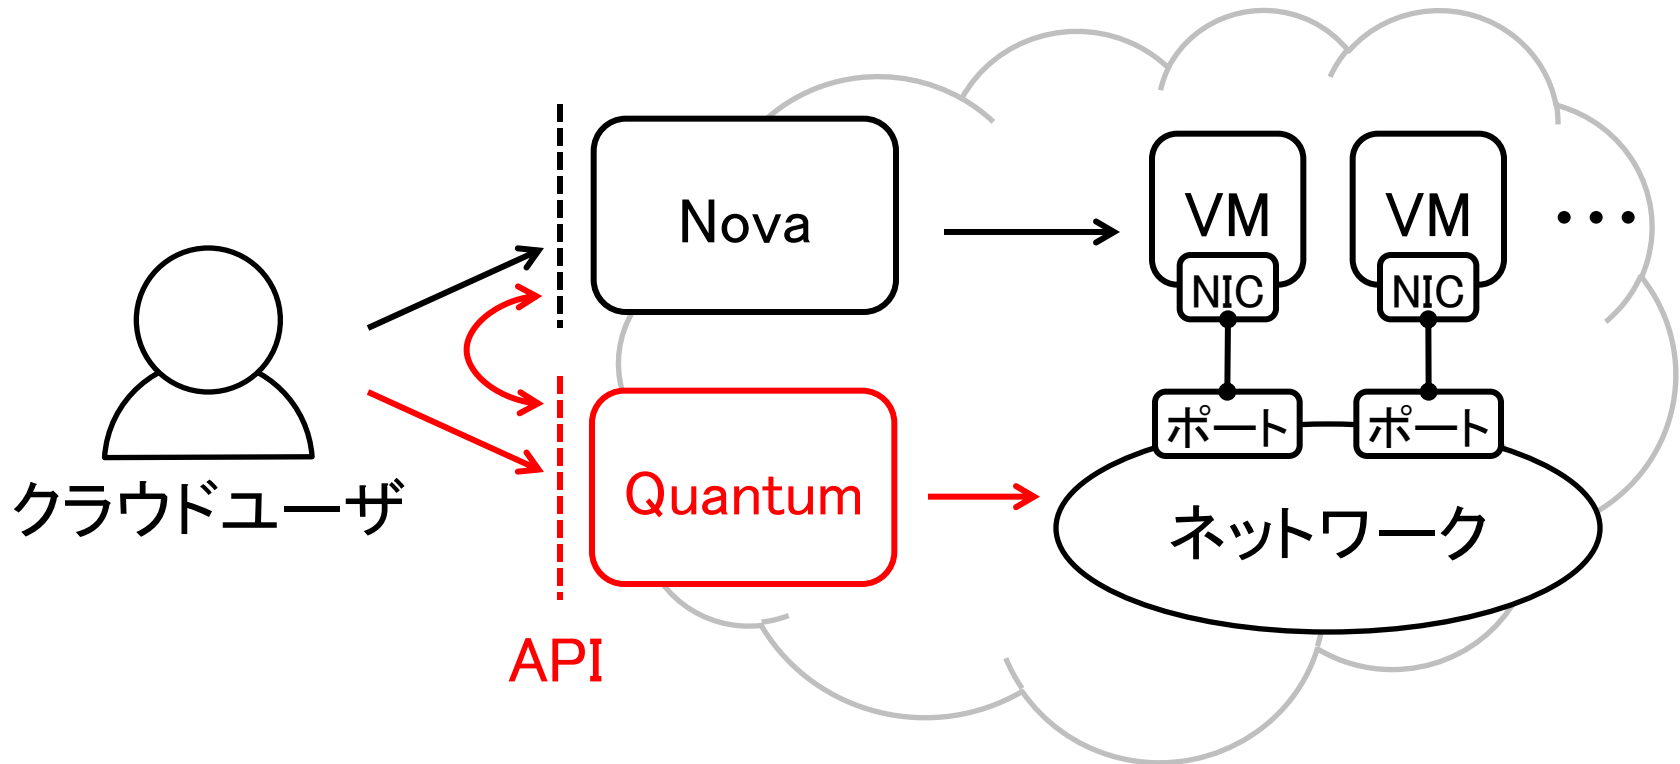 Nova
VM
VM
・・・
NIC
NIC
ポート
ポート
クラウドユーザ
Quantum
ネットワーク
API